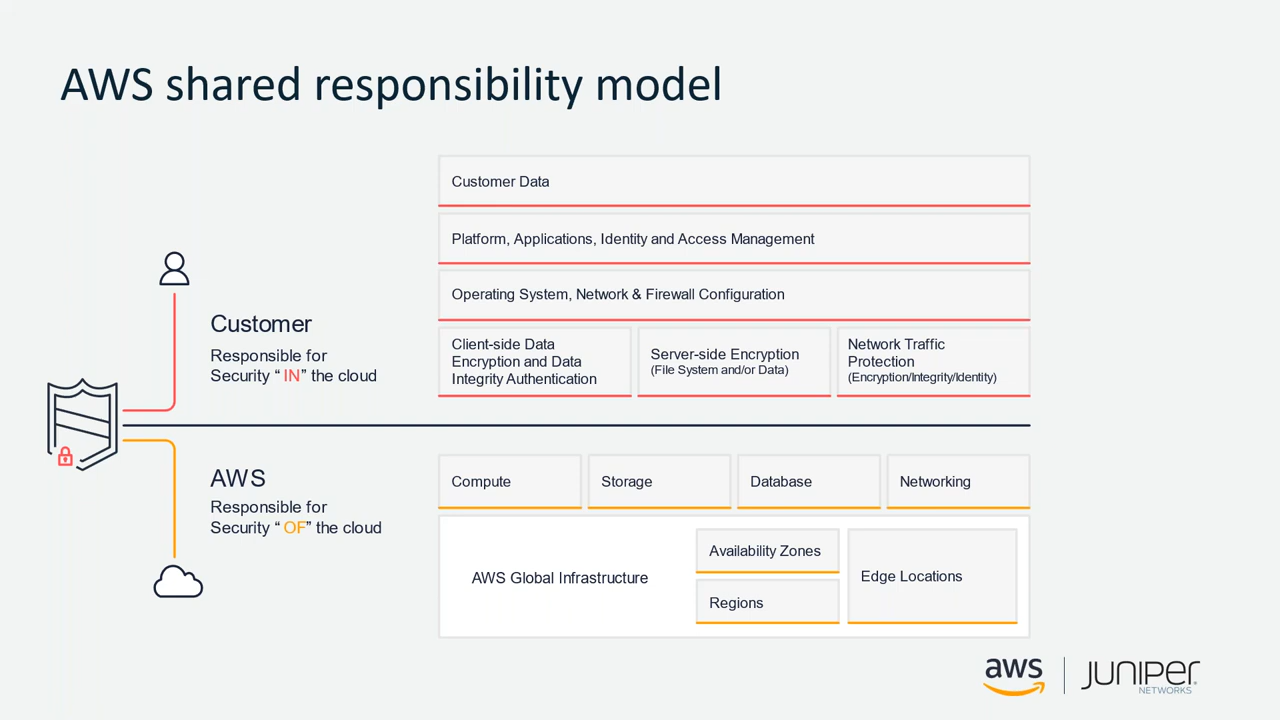 AWS shared responsibility model
Customer Data
Platform, Applications, Identity and Access Management
Operating System, Network & Firewall Configuration
Customer
Responsible for
Security “ IN” the cloud
Client-side Data
Encryption and Data
Integrity Authentication
Server-side Encryption
(File System and/or Data)
Network Traffic
Protection
(Encryption/Integrity/Identity)
AWS
Responsible for
Security “ OF” the cloud
Compute
Storage
Database
Networking
AWS Global Infrastructure
Availability Zones
Regions
Edge Locations
aws
JUNIPER
NETWORKS